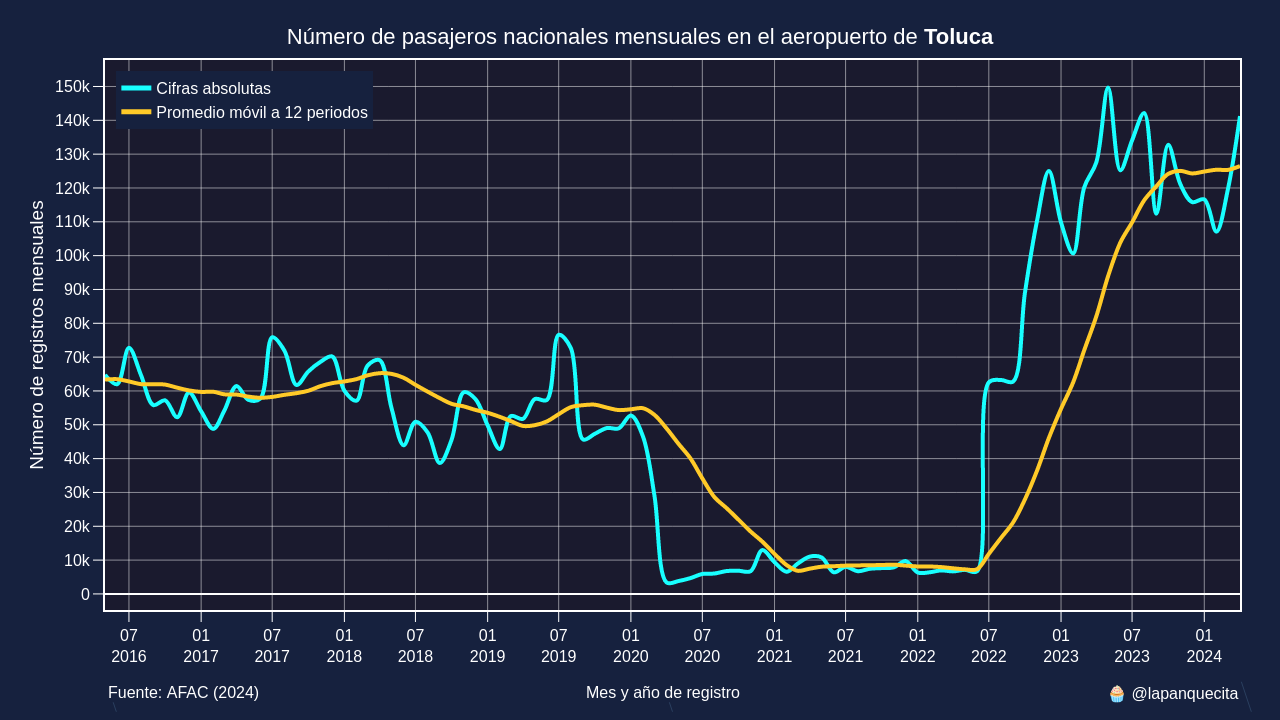 Número de pasajeros nacionales mensuales en el aeropuerto de Toluca
Cifras absolutas
Promedio móvil a 12 periodos
Número de registros mensuales
150k
140k
130k
120k
110k
100k
90k
80k
70k
60k
50k
40k
30k
20k
10k
0
07 01 07 01 07 01 07 01 07 01 07 01 07 01 07 01
2016 2017 2017 2018 2018 2019 2019 2020 2020 2021 2021 2022 2022 2023 2023 2024
Fuente: AFAC (2024) Mes y año de registro 🧁 @lapanquecita